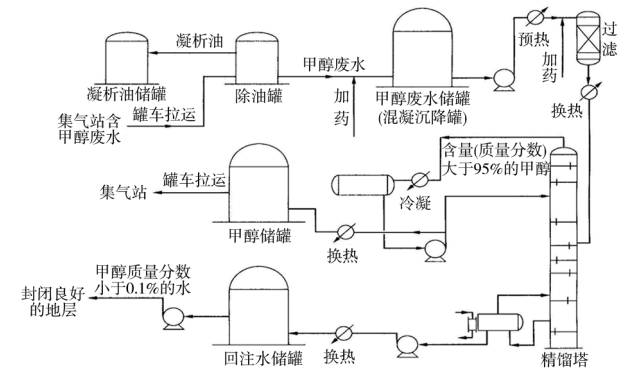 凝析油
凝析油储罐
除油罐
集气站含
甲醇废水
罐车拉运
甲醇废水
加
药
甲醇废水储罐
(混凝沉降罐)
预热
加
药
过
滤
换热
含量(质量分数)
大于95%的甲醇
冷凝
集气站
罐车拉运
甲醇储罐
换热
甲醇质量分数
小于0.1%的水
封闭良好
的地层
回注水储罐
换热
精馏塔